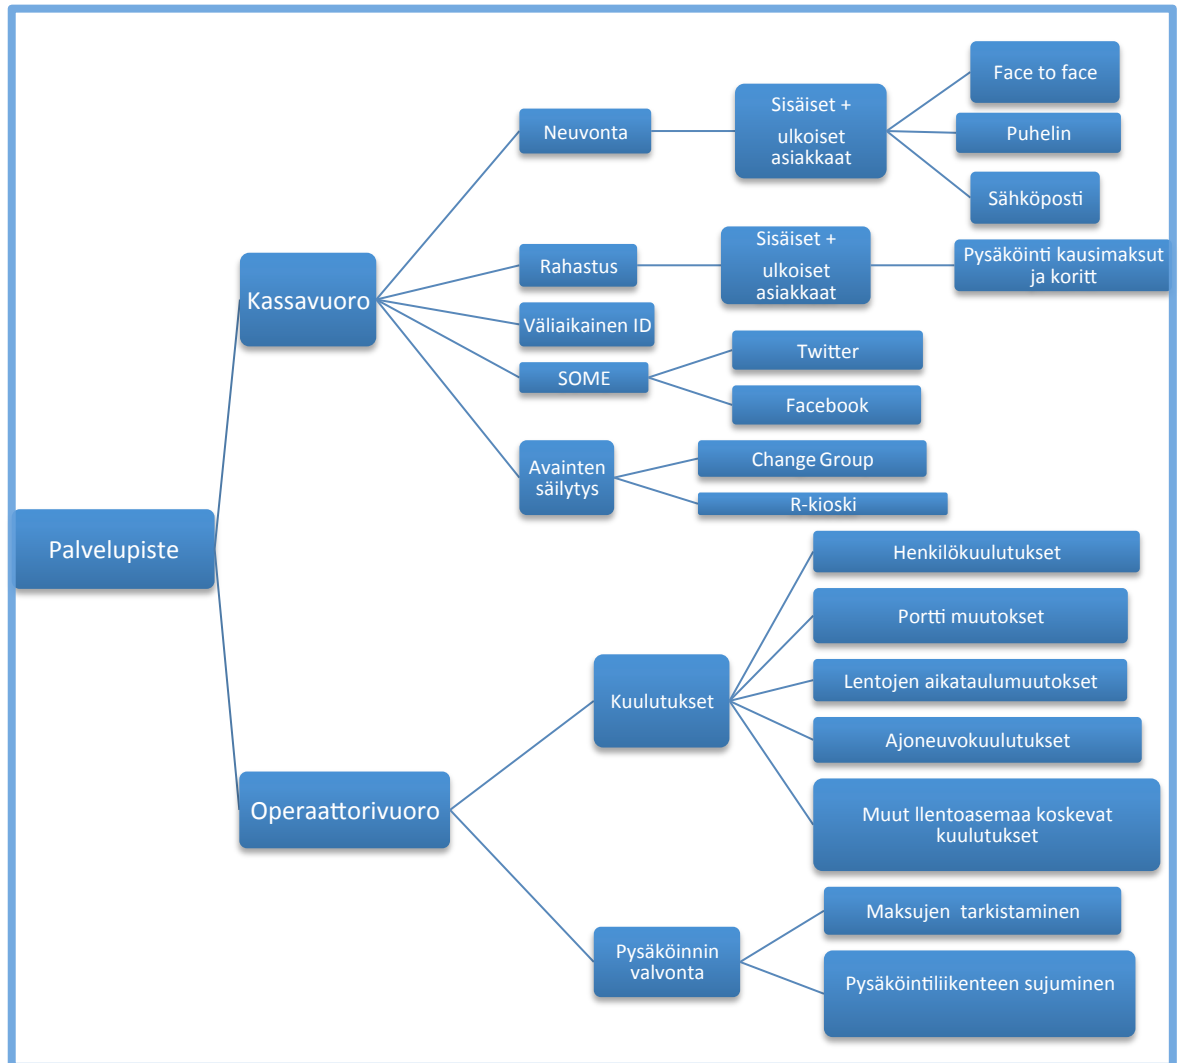 Face to face
Sisäiset +
ulkoiset
asiakkaat
Neuvonta
Puhelin
Sähköposti
Sisäiset +
ulkoiset
asiakkaat
Pysäköinti kausimaksut
ja koritt
Rahastus
Kassavuoro
Väliaikainen ID
Twitter
SOME
Facebook
Avainten
säilytys
Change Group
R-kioski
Palvelupiste
Henkilökuulutukset
Portti muutokset
Kuulutukset
Lentojen aikataulumuutokset
Ajoneuvokuulutukset
Operaattorivuoro
Muut llentoasemaa koskevat
kuulutukset
Maksujen tarkistaminen
Pysäköinnin
valvonta
Pysäköintiliikenteen sujuminen